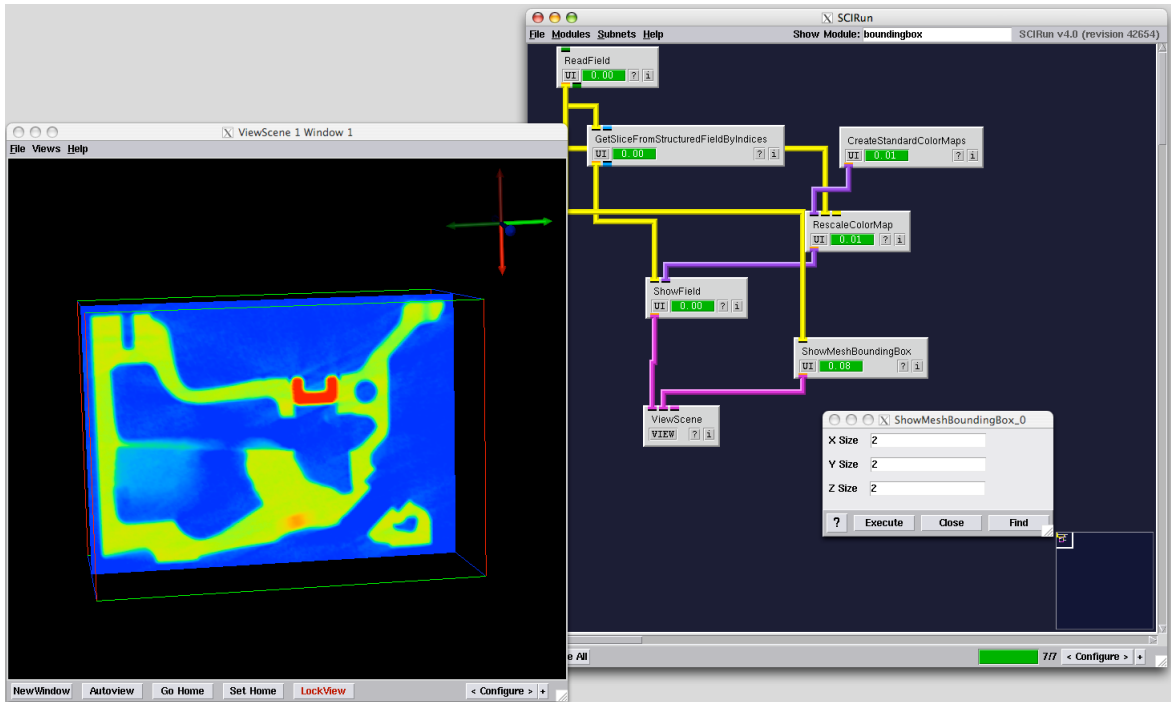 SCIRun
File Modules Subnets Help
Show Module: boundingbox
SCIRun v4.0 (revision 42654)
ReadField
UI 0.00 ? i
ViewScene 1 Window 1
File Views Help
GetSliceFromStructuredFieldByIndices
UI 0.00 ? i
CreateStandardColorMaps
UI 0.01 ? i
RescaleColorMap
UI 0.01 ? i
ShowField
UI 0.00 ? i
ShowMeshBoundingBox
UI 0.08 ? i
ViewScene
VIEW ? i
ShowMeshBoundingBox_0
X Size 2
Y Size 2
Z Size 2
? Execute Close Find
e All
7/7 < Configure > +
NewWindow Autoview Go Home Set Home LockView < Configure > +